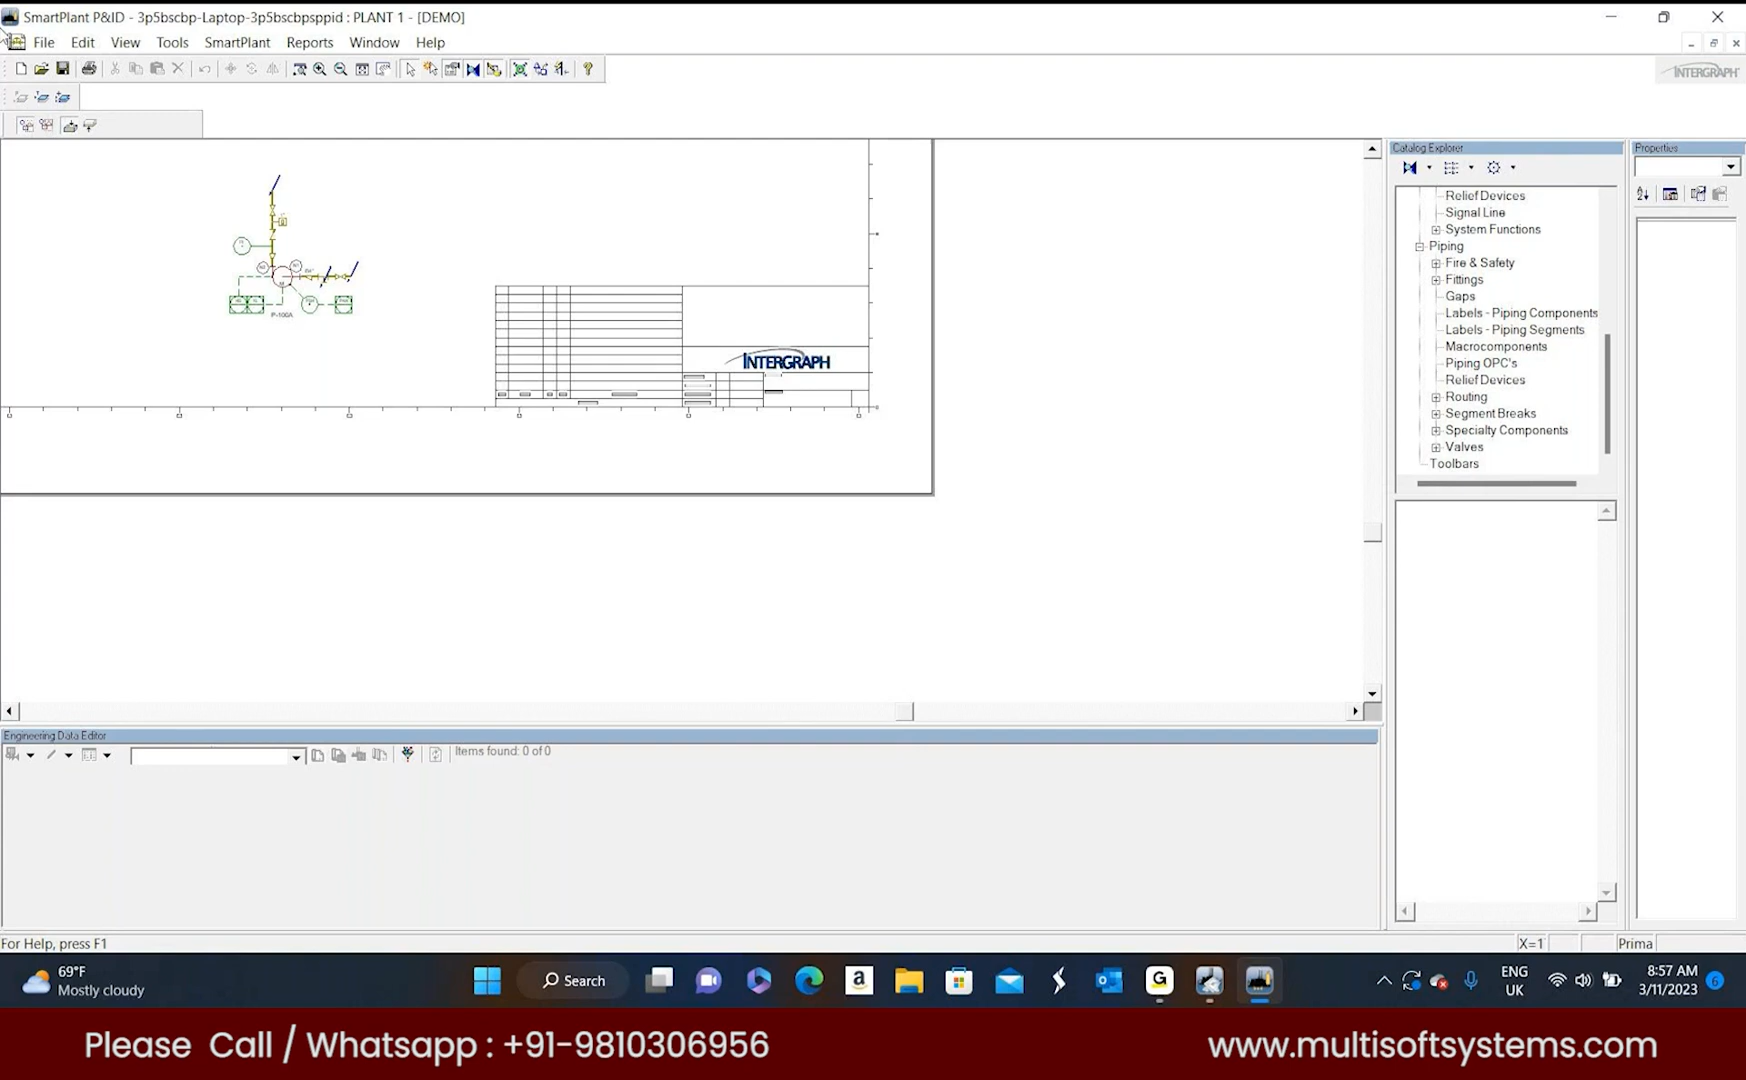 SmartPlant P&ID - 3p5bscbp-Laptop-3p5bscbpsppid : PLANT 1 - [DEMO]
File Edit View Tools SmartPlant Reports Window Help
INTERGRAPH
Catalog Explorer
Properties
Relief Devices
Signal Line
System Functions
Piping
Fire & Safety
Fittings
Gaps
Labels - Piping Components
Labels - Piping Segments
Macrocomponents
Piping OPC's
Relief Devices
Routing
Segment Breaks
Specialty Components
Valves
Toolbars
P-100A
INTERGRAPH
Engineering Data Editor
Items found: 0 of 0
For Help, press F1
X=1
Prima
69°F
Mostly cloudy
Search
ENG
UK
8:57 AM
3/11/2023
6
Please Call / Whatsapp : +91-9810306956
www.multisoftsystems.com